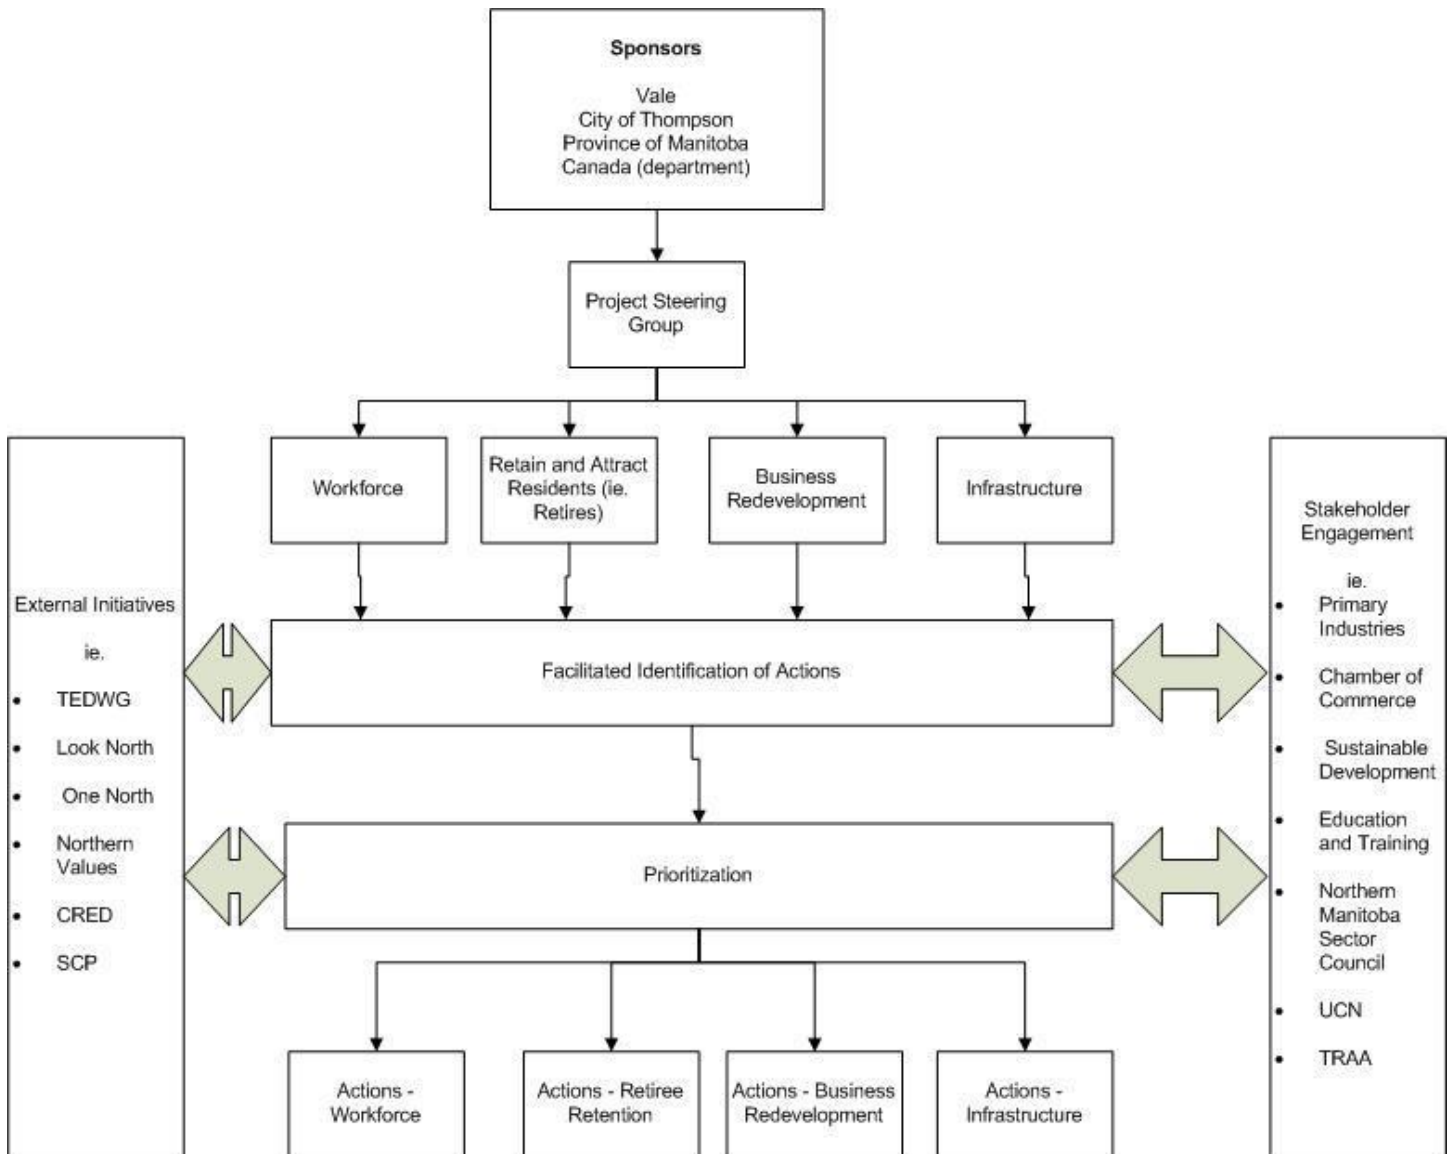 Sponsors
Vale
City of Thompson
Province of Manitoba
Canada (department)
Project Steering
Group
Workforce
Retain and Attract
Residents (ie.
Retires)
Business
Redevelopment
Infrastructure
External Initiatives
ie.
• TEDWG
• Look North
• One North
• Northern
Values
• CRED
• SCP
Facilitated Identification of Actions
Prioritization
Stakeholder
Engagement
ie.
• Primary
Industries
• Chamber of
Commerce
• Sustainable
Development
• Education
and Training
• Northern
Manitoba
Sector
Council
• UCN
• TRAA
Actions -
Workforce
Actions - Retiree
Retention
Actions - Business
Redevelopment
Actions -
Infrastructure